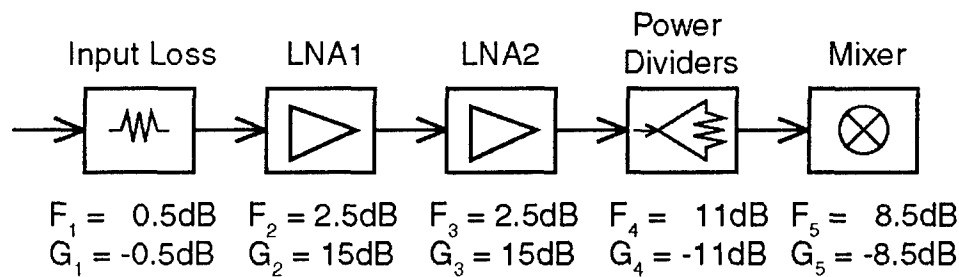 Input Loss LNA1 LNA2 Power Dividers Mixer
F₁ = 0.5dB F₂ = 2.5dB F₃ = 2.5dB F₄ = 11dB F₅ = 8.5dB
G₁ = -0.5dB G₂ = 15dB G₃ = 15dB G₄ = -11dB G₅ = -8.5dB